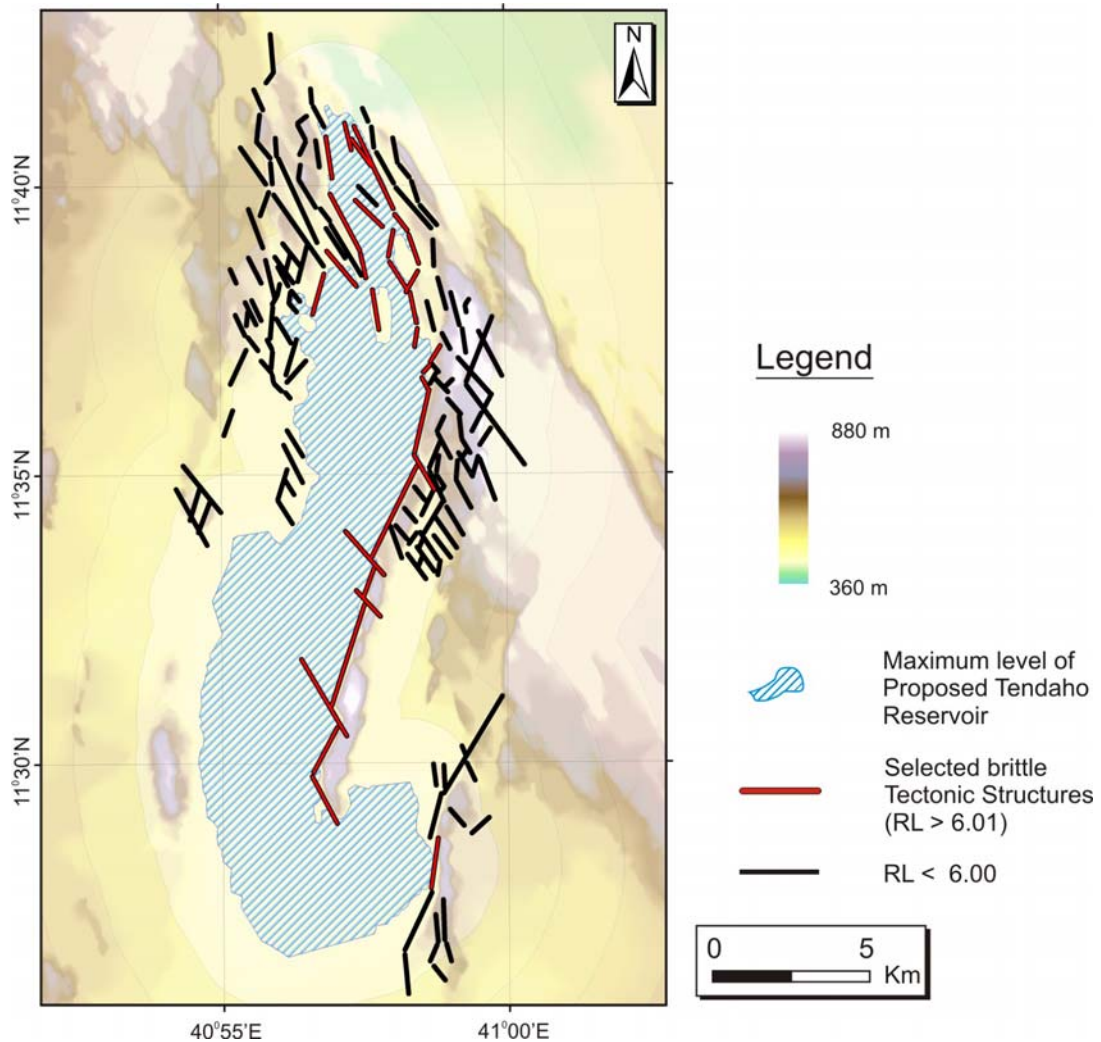 N
11°40'N
11°35'N
11°30'N
40°55'E
41°00'E
Legend
880 m
360 m
Maximum level of
Proposed Tendaho
Reservoir
Selected brittle
Tectonic Structures
(RL > 6.01)
RL < 6.00
0 5
Km